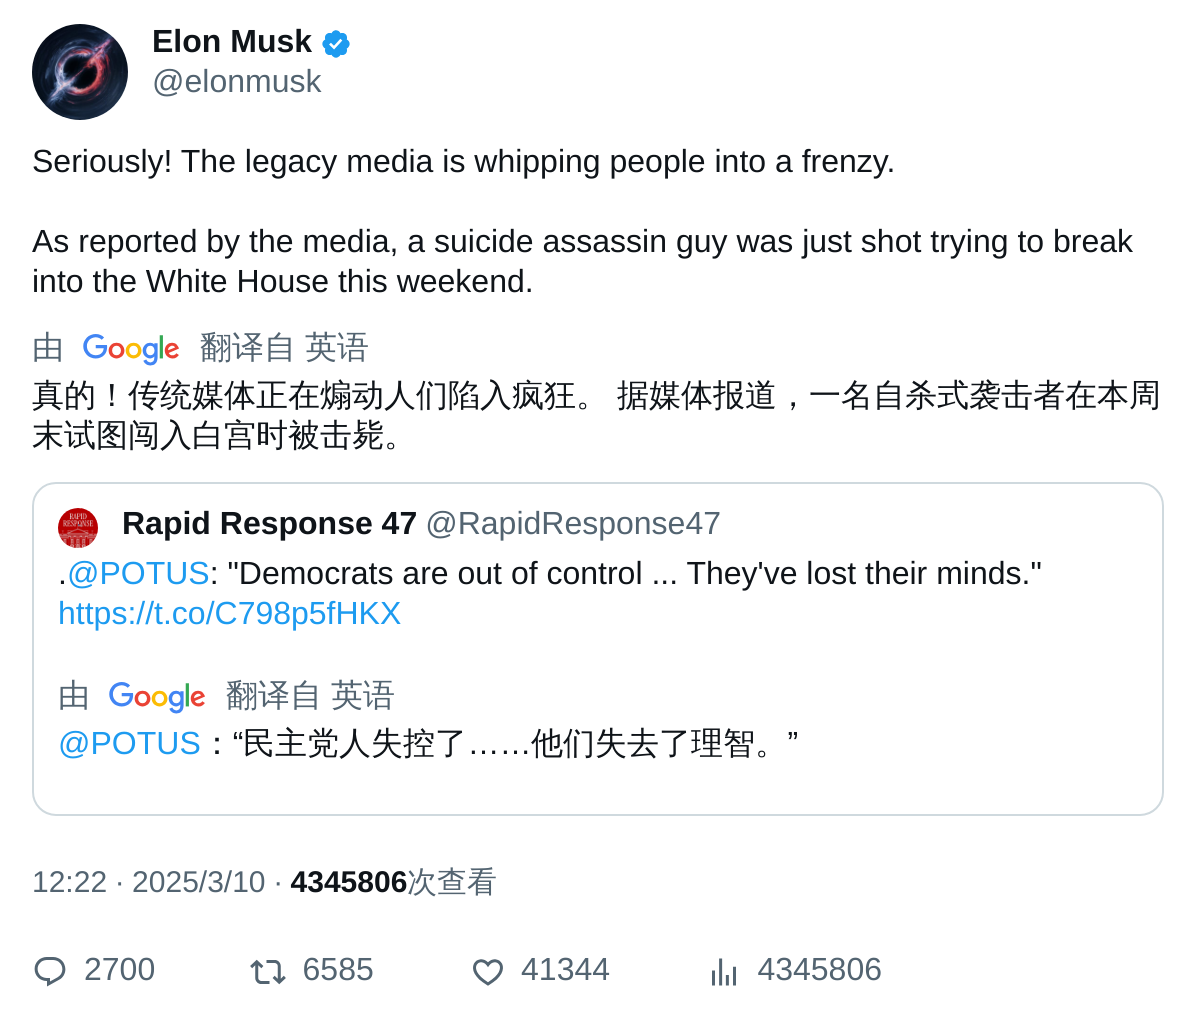 Elon Musk
@elonmusk
Seriously! The legacy media is whipping people into a frenzy.
As reported by the media, a suicide assassin guy was just shot trying to break
into the White House this weekend.
由 Google 翻译自 英语
真的！传统媒体正在煽动人们陷入疯狂。 据媒体报道，一名自杀式袭击者在本周
末试图闯入白宫时被击毙。
RAPID
RESPONSE
Rapid Response 47 @RapidResponse47
.@POTUS: "Democrats are out of control ... They've lost their minds."
https://t.co/C798p5fHKX
由 Google 翻译自 英语
@POTUS：“民主党人失控了……他们失去了理智。”
12:22 · 2025/3/10 · 4345806次查看
2700 6585 41344 4345806